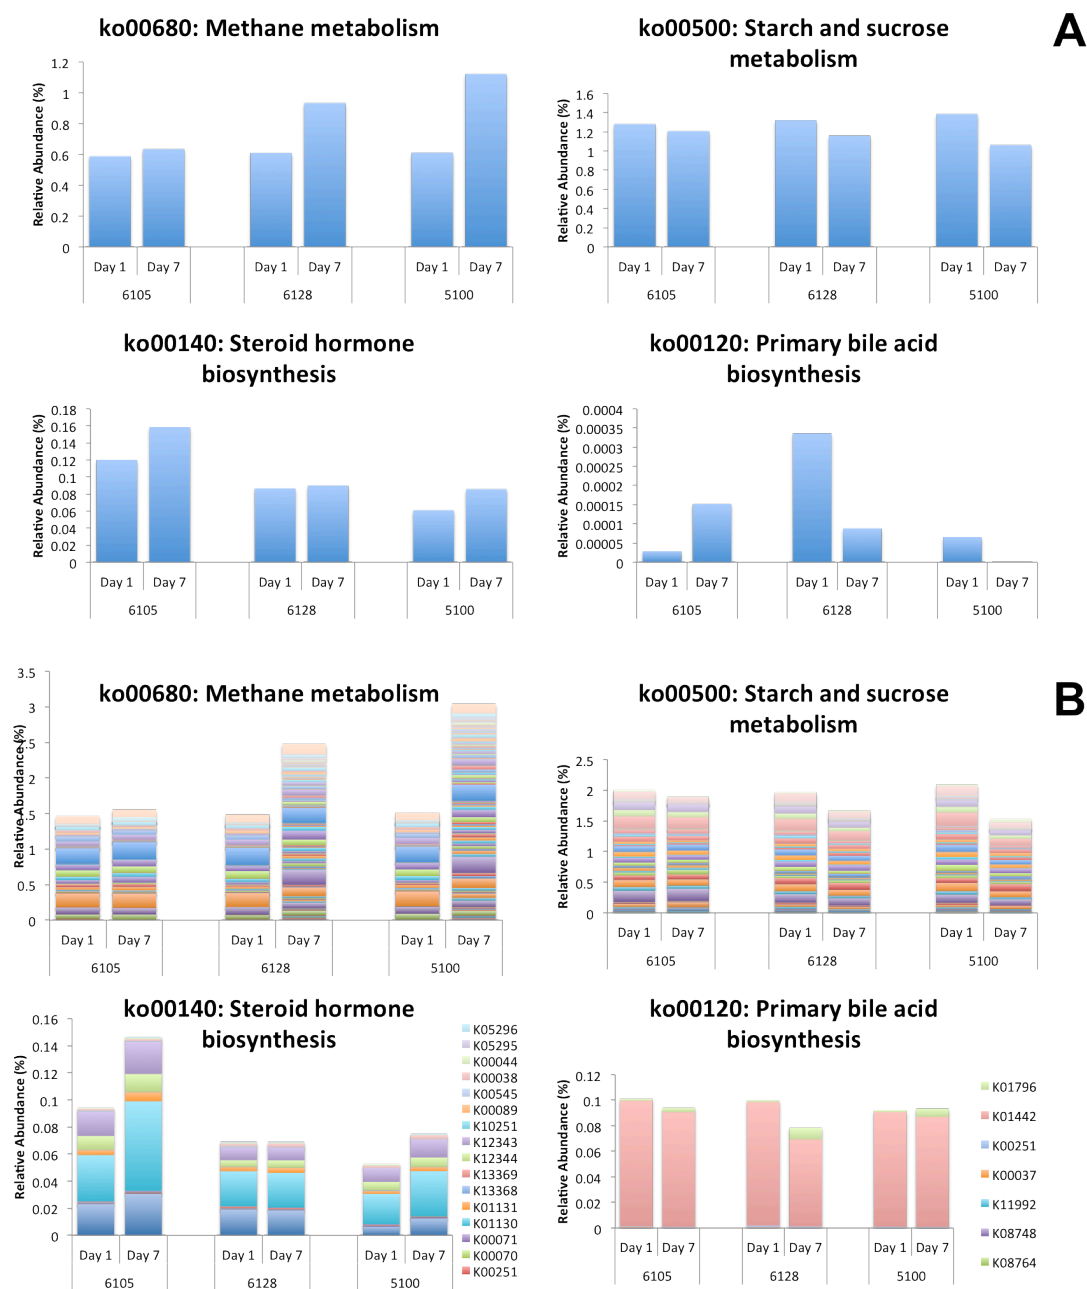 ko00680: Methane metabolism
Relative Abundance (%)
1.2
1
0.8
0.6
0.4
0.2
0
Day 1 Day 7 Day 1 Day 7 Day 1 Day 7
6105 6128 5100
ko00500: Starch and sucrose
metabolism
A
Relative Abundance (%)
1.6
1.4
1.2
1
0.8
0.6
0.4
0.2
0
Day 1 Day 7 Day 1 Day 7 Day 1 Day 7
6105 6128 5100
ko00140: Steroid hormone
biosynthesis
Relative Abundance (%)
0.18
0.16
0.14
0.12
0.1
0.08
0.06
0.04
0.02
0
Day 1 Day 7 Day 1 Day 7 Day 1 Day 7
6105 6128 5100
ko00120: Primary bile acid
biosynthesis
Relative Abundance (%)
0.0004
0.00035
0.0003
0.00025
0.0002
0.00015
0.0001
0.00005
0
Day 1 Day 7 Day 1 Day 7 Day 1 Day 7
6105 6128 5100
ko00680: Methane metabolism
Relative Abundance (%)
3.5
3
2.5
2
1.5
1
0.5
0
Day 1 Day 7 Day 1 Day 7 Day 1 Day 7
6105 6128 5100
ko00500: Starch and sucrose
metabolism
B
Relative Abundance (%)
2.5
2
1.5
1
0.5
0
Day 1 Day 7 Day 1 Day 7 Day 1 Day 7
6105 6128 5100
ko00140: Steroid hormone
biosynthesis
Relative Abundance (%)
0.16
0.14
0.12
0.1
0.08
0.06
0.04
0.02
0
Day 1 Day 7 Day 1 Day 7 Day 1 Day 7
6105 6128 5100
K05296
K05295
K00044
K00038
K00545
K00089
K10251
K12343
K12344
K13369
K13368
K01131
K01130
K00071
K00070
K00251
ko00120: Primary bile acid
biosynthesis
Relative Abundance (%)
0.12
0.1
0.08
0.06
0.04
0.02
0
Day 1 Day 7 Day 1 Day 7 Day 1 Day 7
6105 6128 5100
K01796
K01442
K00251
K00037
K11992
K08748
K08764